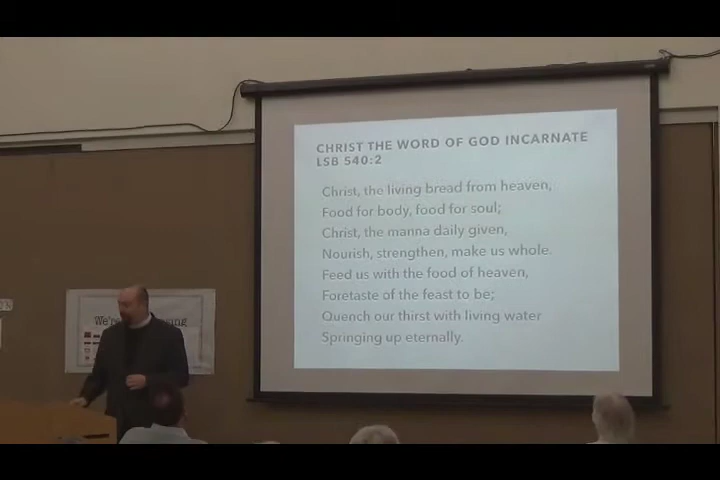 CHRIST THE WORD OF GOD INCARNATE
LSB 540:2
Christ, the living bread from heaven,
Food for body, food for soul;
Christ, the manna daily given,
Nourish, strengthen, make us whole.
Feed us with the food of heaven,
Foretaste of the feast to be;
Quench our thirst with living water
Springing up eternally.
We're